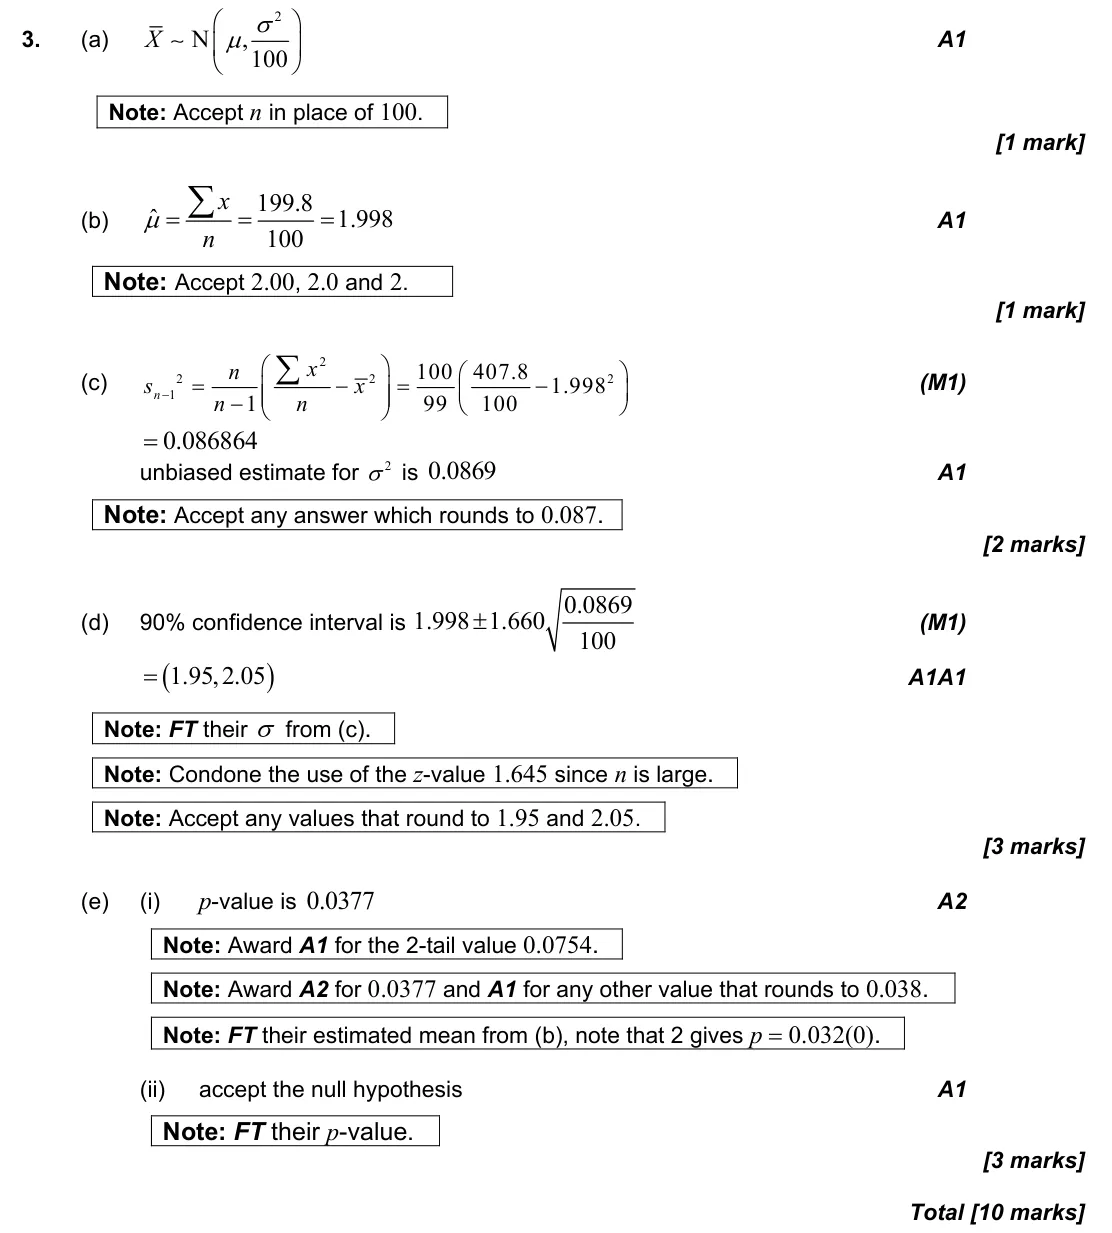 3. (a) X̄ ~ N(μ, σ²/100) A1
Note: Accept n in place of 100.
[1 mark]
(b) μ̂ = ∑x/n = 199.8/100 = 1.998 A1
Note: Accept 2.00, 2.0 and 2.
[1 mark]
(c) sₙ₋₁² = n/(n−1) (∑x²/n − x̄²) = 100/99 (407.8/100 − 1.998²) (M1)
= 0.086864
unbiased estimate for σ² is 0.0869 A1
Note: Accept any answer which rounds to 0.087.
[2 marks]
(d) 90% confidence interval is 1.998 ± 1.660√(0.0869/100) (M1)
= (1.95, 2.05) A1A1
Note: FT their σ from (c).
Note: Condone the use of the z-value 1.645 since n is large.
Note: Accept any values that round to 1.95 and 2.05.
[3 marks]
(e) (i) p-value is 0.0377 A2
Note: Award A1 for the 2-tail value 0.0754.
Note: Award A2 for 0.0377 and A1 for any other value that rounds to 0.038.
Note: FT their estimated mean from (b), note that 2 gives p = 0.032(0).
(ii) accept the null hypothesis A1
Note: FT their p-value.
[3 marks]
Total [10 marks]